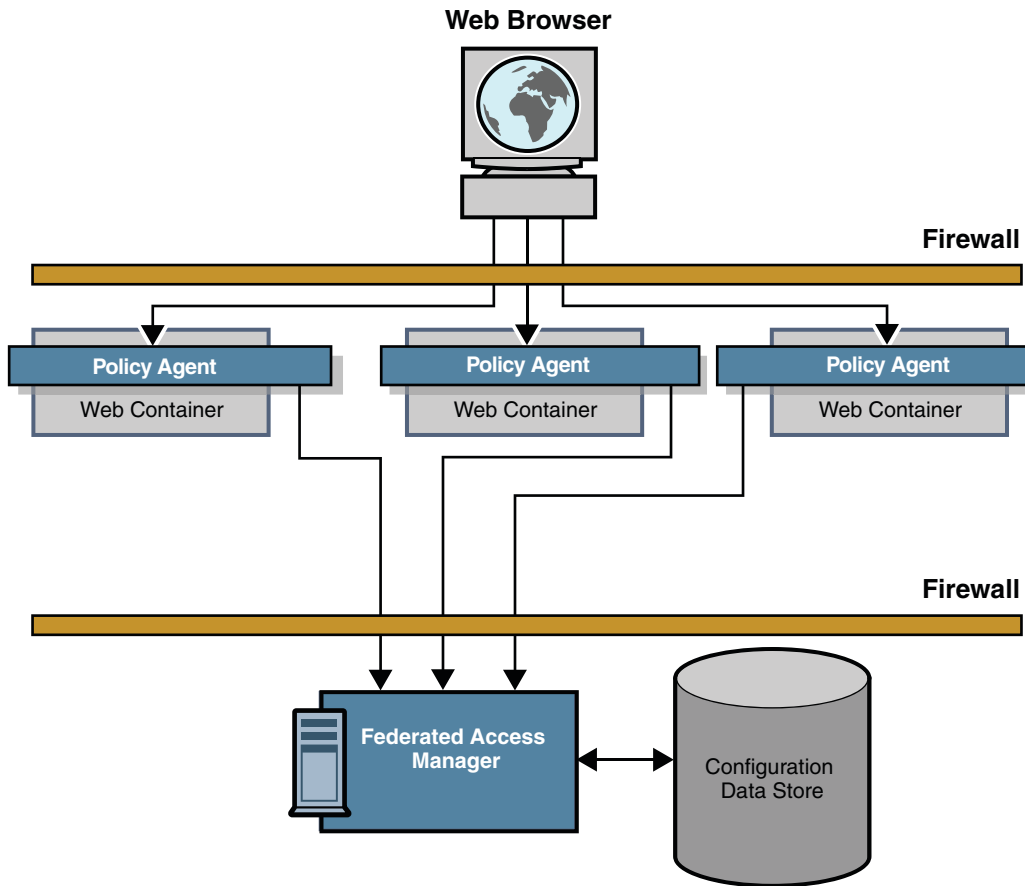 Web Browser
Firewall
Policy Agent
Web Container
Policy Agent
Web Container
Policy Agent
Web Container
Firewall
Federated Access
Manager
Configuration
Data Store